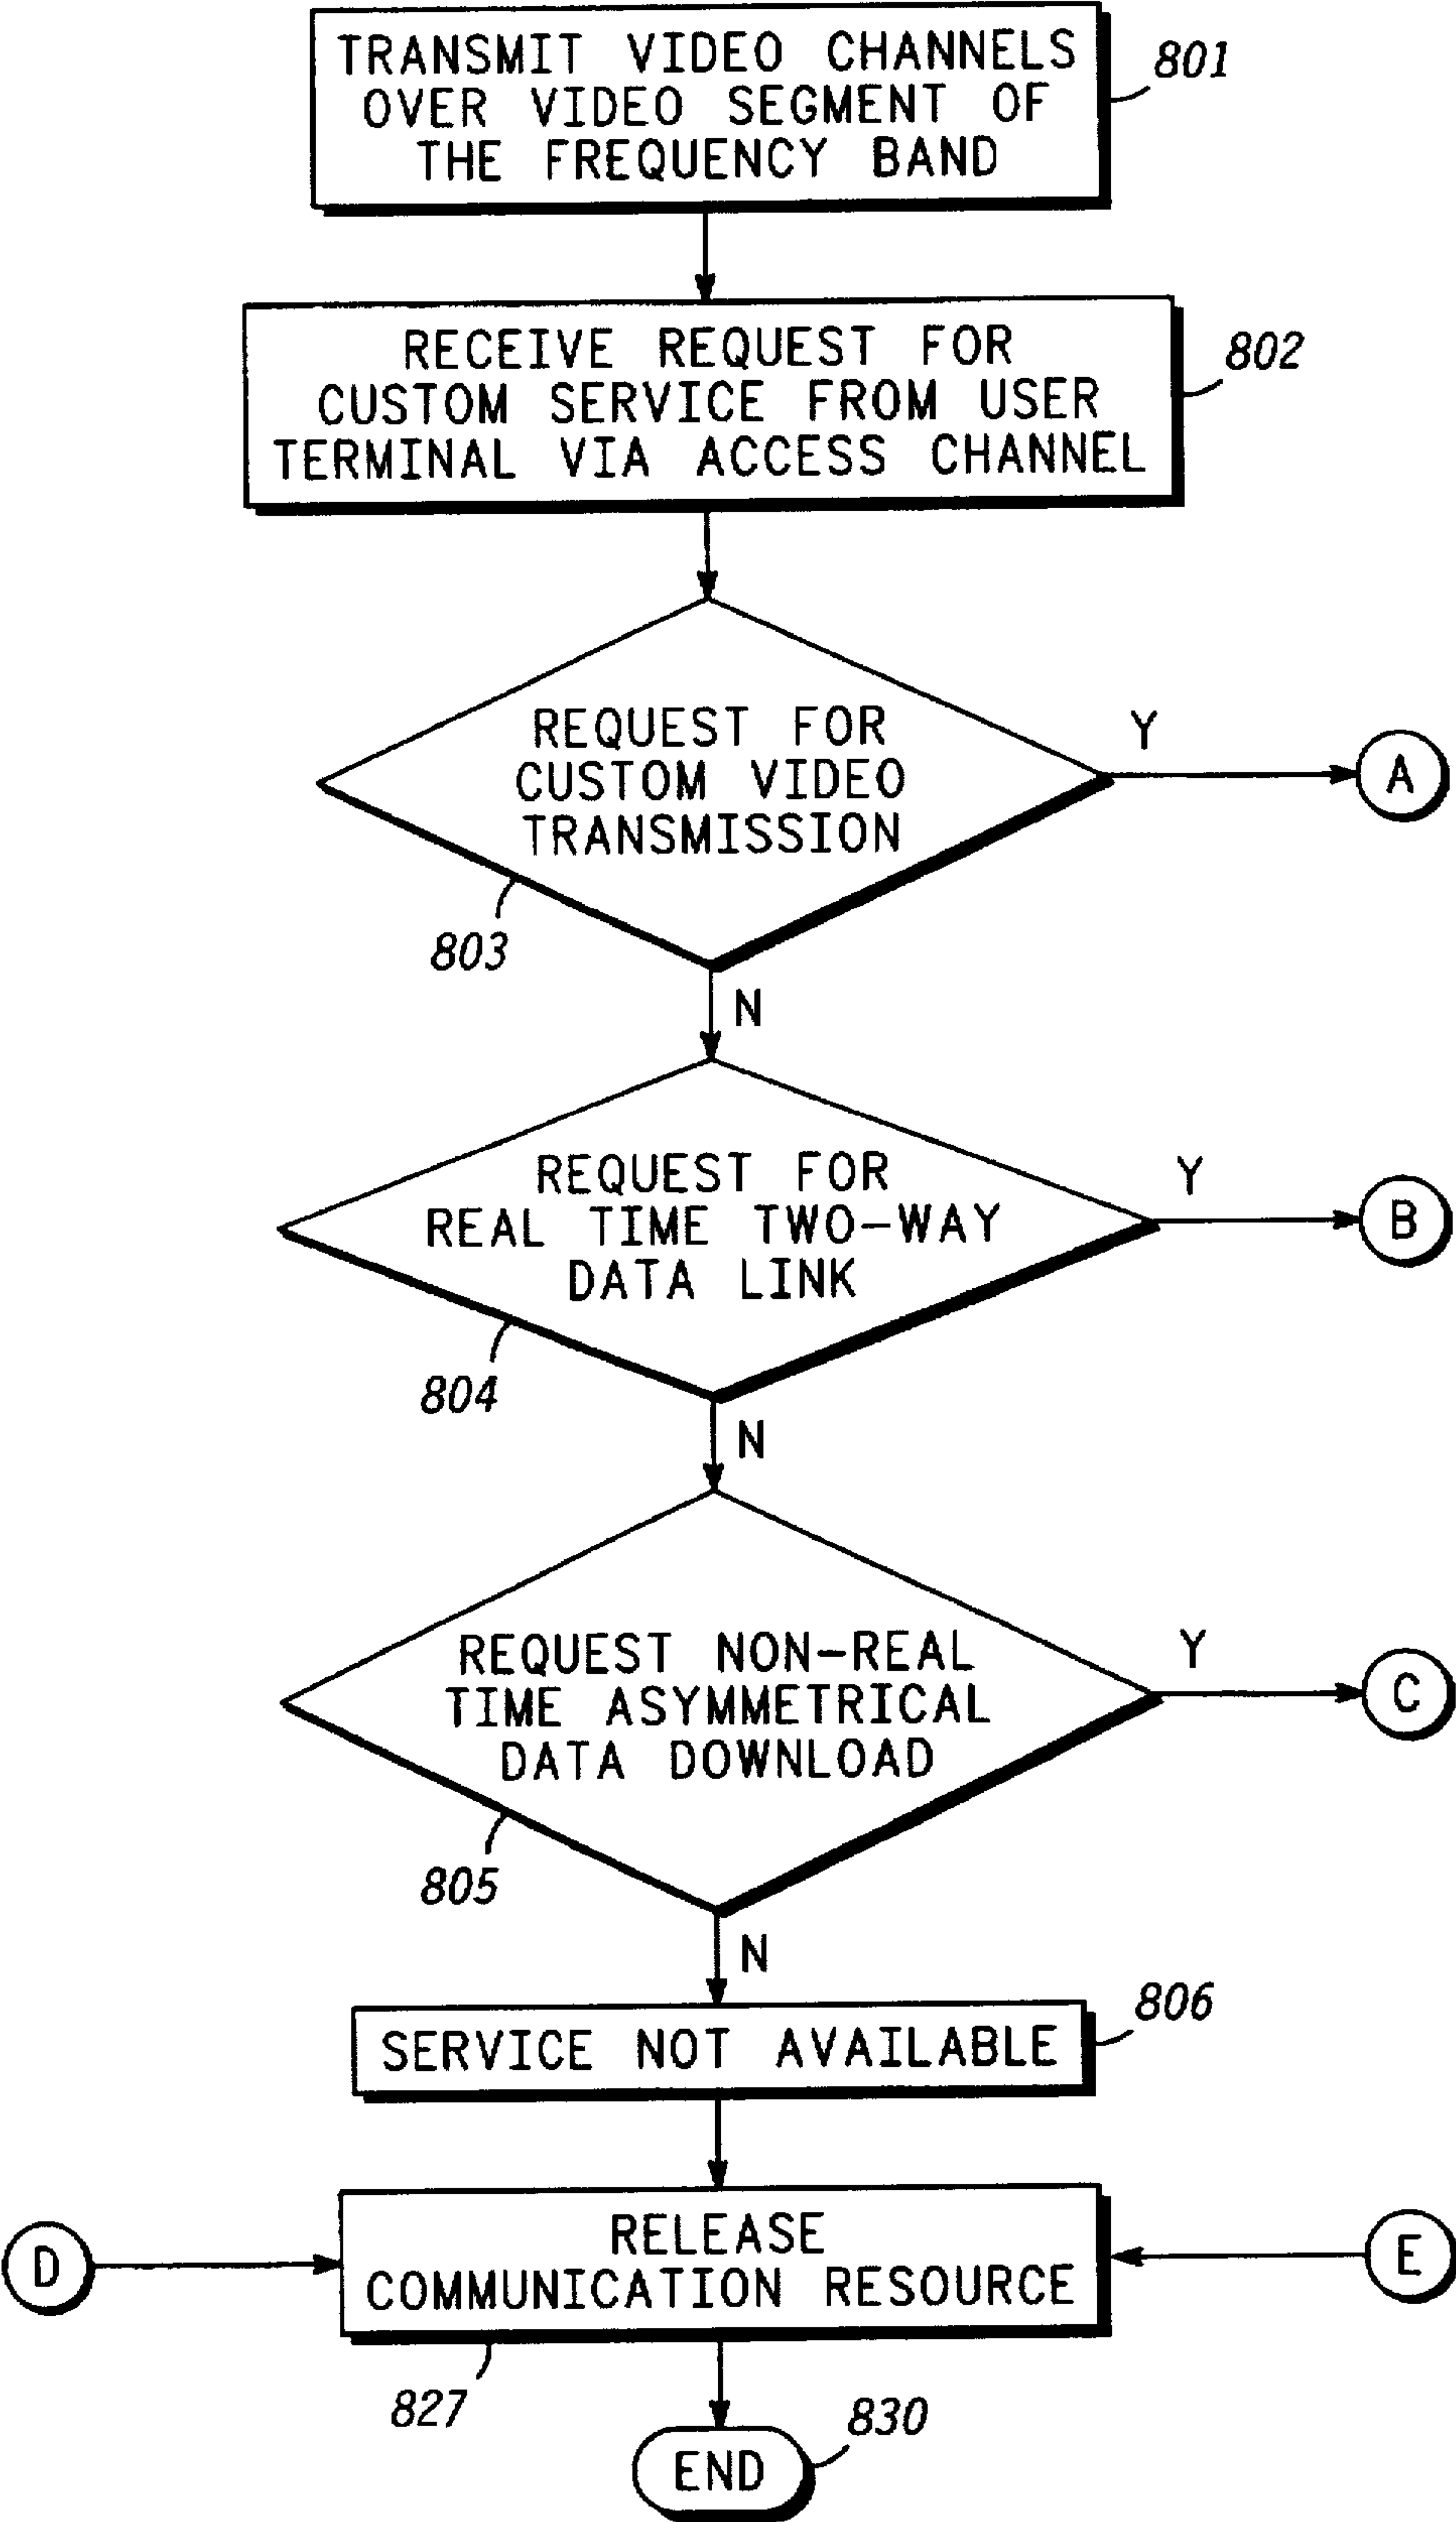 TRANSMIT VIDEO CHANNELS
OVER VIDEO SEGMENT OF
THE FREQUENCY BAND
801
RECEIVE REQUEST FOR
CUSTOM SERVICE FROM USER
TERMINAL VIA ACCESS CHANNEL
802
REQUEST FOR
CUSTOM VIDEO
TRANSMISSION
803
Y
A
N
REQUEST FOR
REAL TIME TWO-WAY
DATA LINK
804
Y
B
N
REQUEST NON-REAL
TIME ASYMMETRICAL
DATA DOWNLOAD
805
Y
C
N
SERVICE NOT AVAILABLE
806
D
RELEASE
COMMUNICATION RESOURCE
E
827
END
830